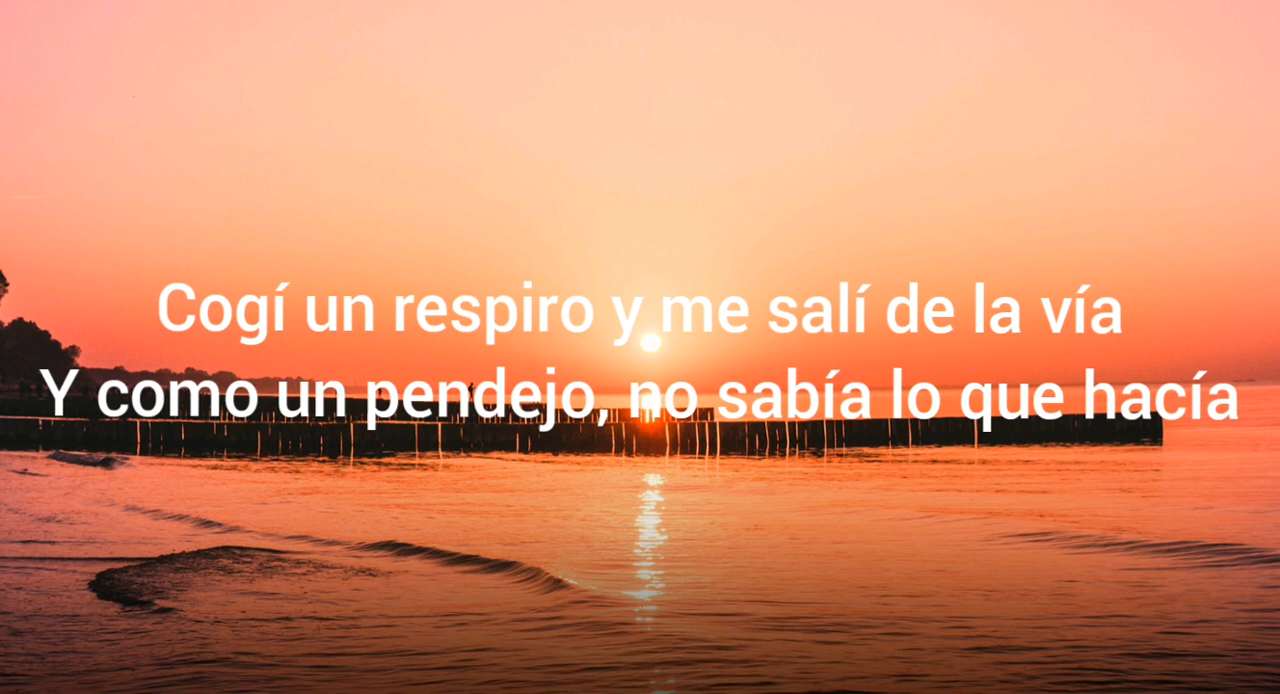 Cogí un respiro y me salí de la vía
Y como un pendejo, no sabía lo que hacía